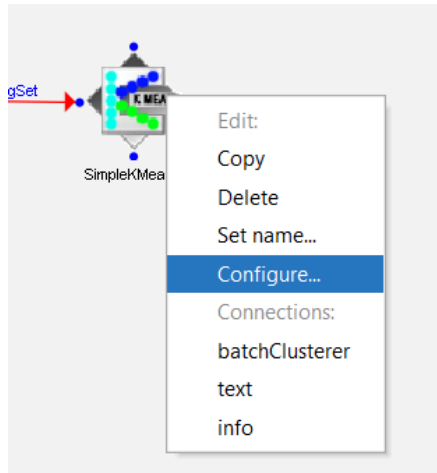 gSet
K MEA
SimpleKMea
Edit:
Copy
Delete
Set name...
Configure...
Connections:
batchClusterer
text
info